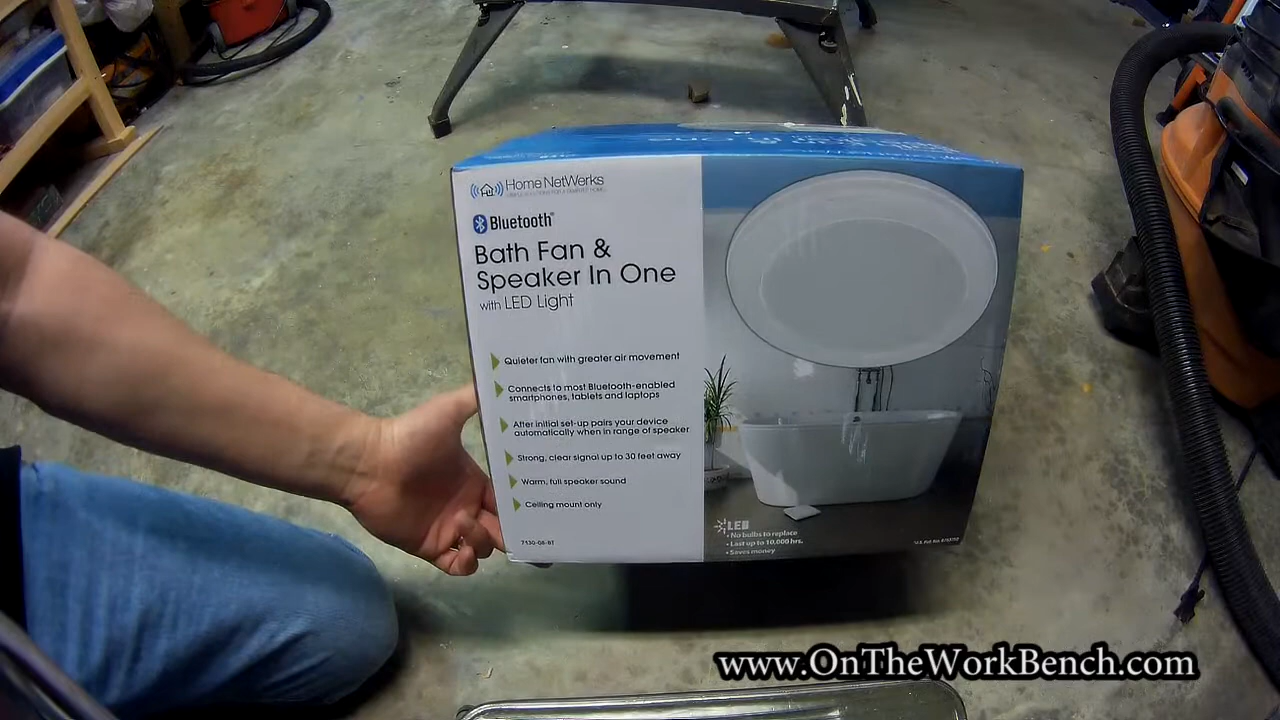 Home NetWerks
Bluetooth
Bath Fan &
Speaker In One
with LED Light
Quieter fan with greater air movement
Connects to most Bluetooth-enabled
smartphones, tablets and laptops
After initial set-up pairs your device
automatically when in range of speaker
Strong, clear signal up to 30 feet away
Warm, full speaker sound
Ceiling mount only
7130-08-BT
LED
• No bulbs to replace
• Last up to 10,000 hrs.
• Saves money
www.OnTheWorkBench.com